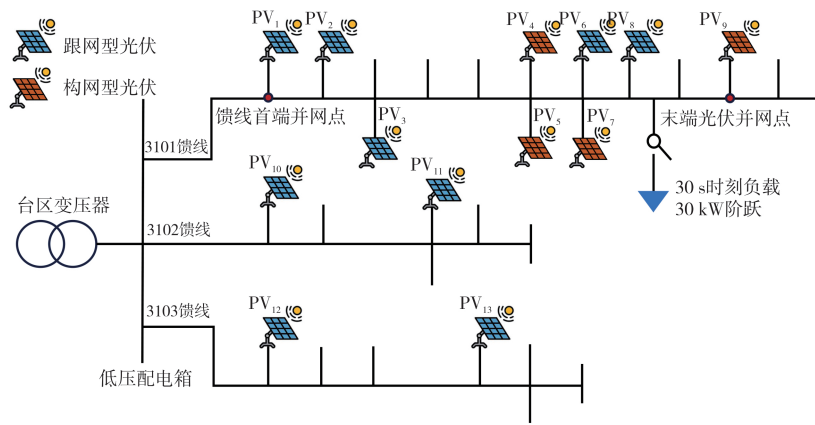 跟网型光伏
构网型光伏
PV₁
PV₂
PV₄
PV₆
PV₈
PV₉
馈线首端并网点
末端光伏并网点
PV₃
PV₅
PV₇
3101馈线
PV₁₀
PV₁₁
30 s时刻负载
30 kW阶跃
台区变压器
3102馈线
3103馈线
PV₁₂
PV₁₃
低压配电箱